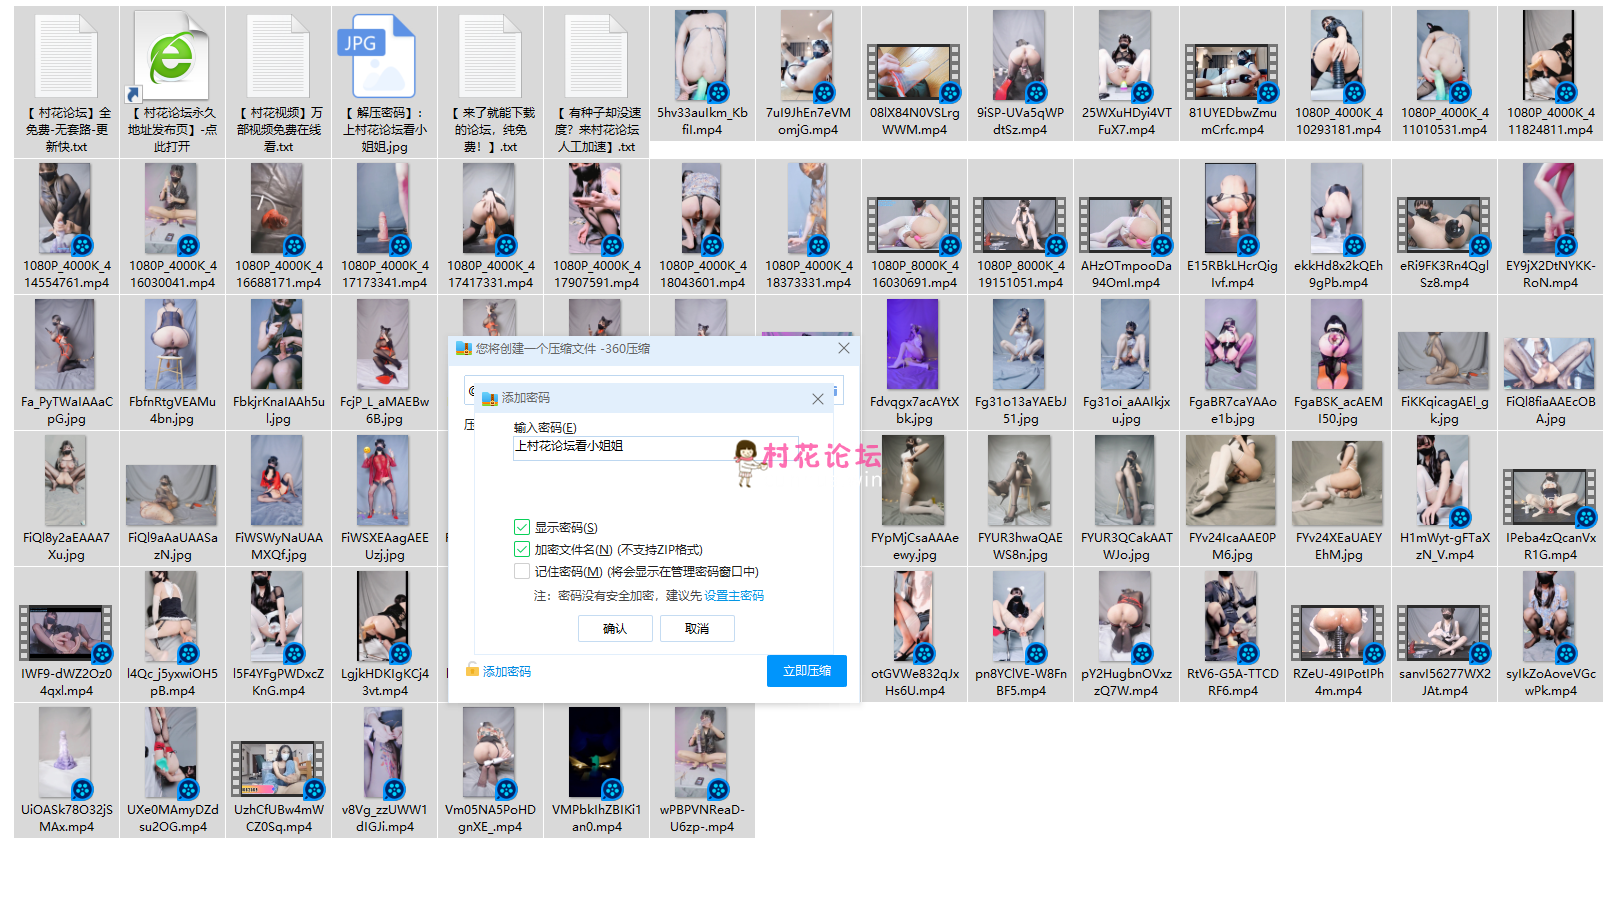 【 村花论坛】全免费-无套路-更新快.txt
【 村花论坛永久地址发布页】-点此打开
【 村花视频】万部视频免费在线看.txt
JPG
【 解压密码】:上村花论坛看小姐姐.jpg
【 来了就能下载的论坛，纯免费！】.txt
【 有种子却没速度？来村花论坛人工加速】.txt
5hv33auIkm_KbfiI.mp4
7uI9JhEn7eVMomjG.mp4
08lX84N0VSLrgWWM.mp4
9iSP-UVa5qWPdtSz.mp4
25WXuHDyi4VTFuX7.mp4
81UYEDbwZmumCrfc.mp4
1080P_4000K_410293181.mp4
1080P_4000K_411010531.mp4
1080P_4000K_411824811.mp4
1080P_4000K_414554761.mp4
1080P_4000K_416030041.mp4
1080P_4000K_416688171.mp4
1080P_4000K_417173341.mp4
1080P_4000K_417417331.mp4
1080P_4000K_417907591.mp4
1080P_4000K_418043601.mp4
1080P_4000K_418373331.mp4
1080P_8000K_416030691.mp4
1080P_8000K_419151051.mp4
AHzOTmpooDa94OmI.mp4
E15RBkLHcrQigIvf.mp4
ekkHd8x2kQEh9gPb.mp4
eRi9FK3Rn4QglSz8.mp4
EY9jX2DtNYKK-RoN.mp4
Fa_PyTWaIAAaCpG.jpg
FbfnRtgVEAMu4bn.jpg
FbkjrKnaIAAh5ul.jpg
FcjP_L_aMAEBw6B.jpg
Fdvqgx7acAYtXbk.jpg
Fg31o13aYAEbJ51.jpg
Fg31oi_aAAIkjxu.jpg
FgaBR7caYAAoe1b.jpg
FgaBSK_acAEMI50.jpg
FiKKqicagAEl_gk.jpg
FiQl8fiaAAEcOBA.jpg
FiQl8y2aEAAA7Xu.jpg
FiQl9aAaUAASazN.jpg
FiWSWyNaUAAMXQf.jpg
FiWSXEAagAEEUzj.jpg
FYpMjCsaAAAeewy.jpg
FYUR3hwaQAEWS8n.jpg
FYUR3QCakAATWJo.jpg
FYv24IcaAAE0PM6.jpg
FYv24XEaUAEYEhM.jpg
H1mWyt-gFTaXzN_V.mp4
IPeba4zQcanVxR1G.mp4
IWF9-dWZ2Oz04qxl.mp4
l4Qc_j5yxwiOH5pB.mp4
l5F4YFgPWDxcZKnG.mp4
LgjkHDKIgKCj43vt.mp4
otGVWe832qJxHs6U.mp4
pn8YClVE-W8FnBF5.mp4
pY2HugbnOVxzzQ7W.mp4
RtV6-G5A-TTCDRF6.mp4
RZeU-49IPotIPh4m.mp4
sanvI56277WX2JAt.mp4
syIkZoAoveVGcwPk.mp4
UiOASk78O32jSMAx.mp4
UXe0MAmyDZdsu2OG.mp4
UzhCfUBw4mWCZ0Sq.mp4
v8Vg_zzUWW1dIGJi.mp4
Vm05NA5PoHDgnXE_.mp4
VMPbkIhZBIKi1an0.mp4
wPBPVNReaD-U6zp-.mp4
您将创建一个压缩文件 -360压缩
添加密码
输入密码(E)
上村花论坛看小姐姐
村花论坛
显示密码(S)
加密文件名(N) (不支持ZIP格式)
记住密码(M) (将会显示在管理密码窗口中)
注：密码没有安全加密，建议先 设置主密码
确认
取消
添加密码
立即压缩